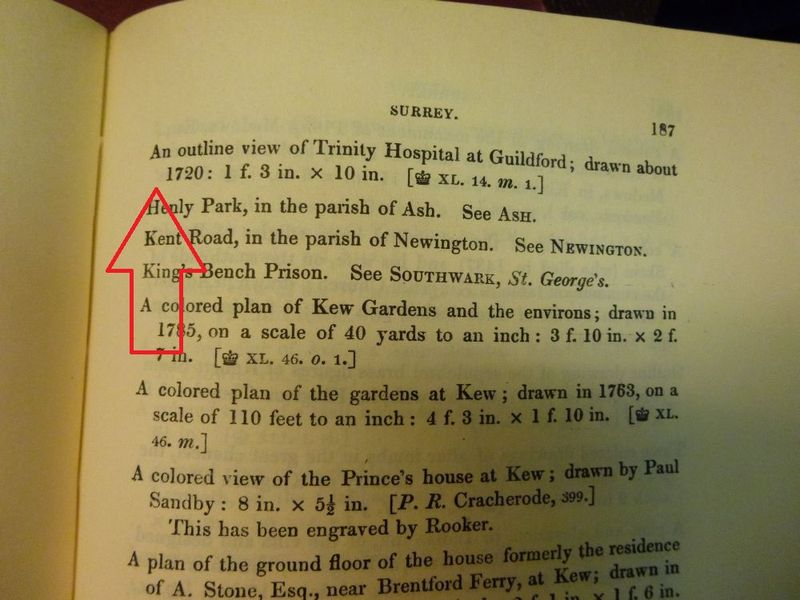 SURREY.
187
An outline view of Trinity Hospital at Guildford; drawn about
1720: 1 f. 3 in. × 10 in. [♚ XL. 14. m. 1.]
Henly Park, in the parish of Ash. See ASH.
Kent Road, in the parish of Newington. See NEWINGTON.
King's Bench Prison. See SOUTHWARK, St. George's.
A colored plan of Kew Gardens and the environs; drawn in
1785, on a scale of 40 yards to an inch: 3 f. 10 in. × 2 f.
7 in. [♚ XL. 46. o. 1.]
A colored plan of the gardens at Kew; drawn in 1763, on a
scale of 110 feet to an inch: 4 f. 3 in. × 1 f. 10 in. [♚ XL.
46. m.]
A colored view of the Prince's house at Kew; drawn by Paul
Sandby: 8 in. × 5½ in. [P. R. Cracherode, 399.]
This has been engraved by Rooker.
A plan of the ground floor of the house formerly the residence
of A. Stone, Esq., near Brentford Ferry, at Kew; drawn in
1 f. 6 in.